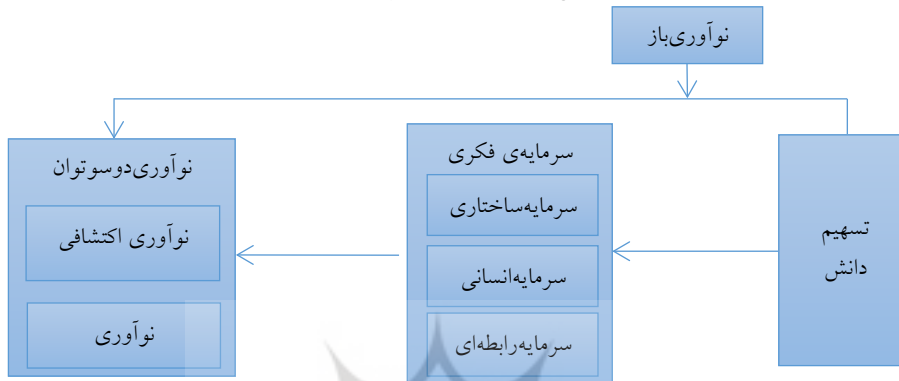 نوآوری‌باز
تسهیم
دانش
سرمایه‌ی فکری
سرمایه‌ساختاری
سرمایه‌انسانی
سرمایه‌رابطه‌ای
نوآوری‌دوسوتوان
نوآوری اکتشافی
نوآوری